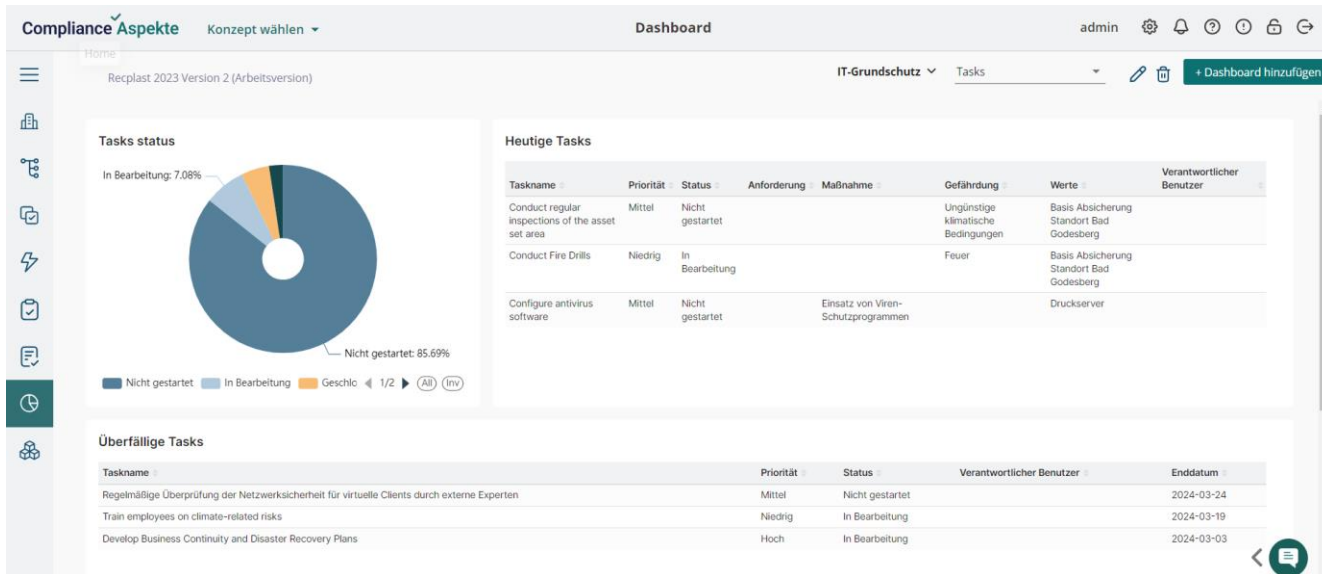 Compliance Aspekte
Konzept wählen
Dashboard
admin
Home
Recplast 2023 Version 2 (Arbeitsversion)
IT-Grundschutz
Tasks
+ Dashboard hinzufügen
Tasks status
In Bearbeitung: 7.08%
Nicht gestartet: 85.69%
Nicht gestartet
In Bearbeitung
Geschlo
1/2
All
Inv
Heutige Tasks
Taskname
Priorität
Status
Anforderung
Maßnahme
Gefährdung
Werte
Verantwortlicher
Benutzer
Conduct regular
inspections of the asset
set area
Mittel
Nicht
gestartet
Ungünstige
klimatische
Bedingungen
Basis Absicherung
Standort Bad
Godesberg
Conduct Fire Drills
Niedrig
In
Bearbeitung
Feuer
Basis Absicherung
Standort Bad
Godesberg
Configure antivirus
software
Mittel
Nicht
gestartet
Einsatz von Viren-
Schutzprogrammen
Druckserver
Überfällige Tasks
Taskname
Priorität
Status
Verantwortlicher Benutzer
Enddatum
Regelmäßige Überprüfung der Netzwerksicherheit für virtuelle Clients durch externe Experten
Mittel
Nicht gestartet
2024-03-24
Train employees on climate-related risks
Niedrig
In Bearbeitung
2024-03-19
Develop Business Continuity and Disaster Recovery Plans
Hoch
In Bearbeitung
2024-03-03